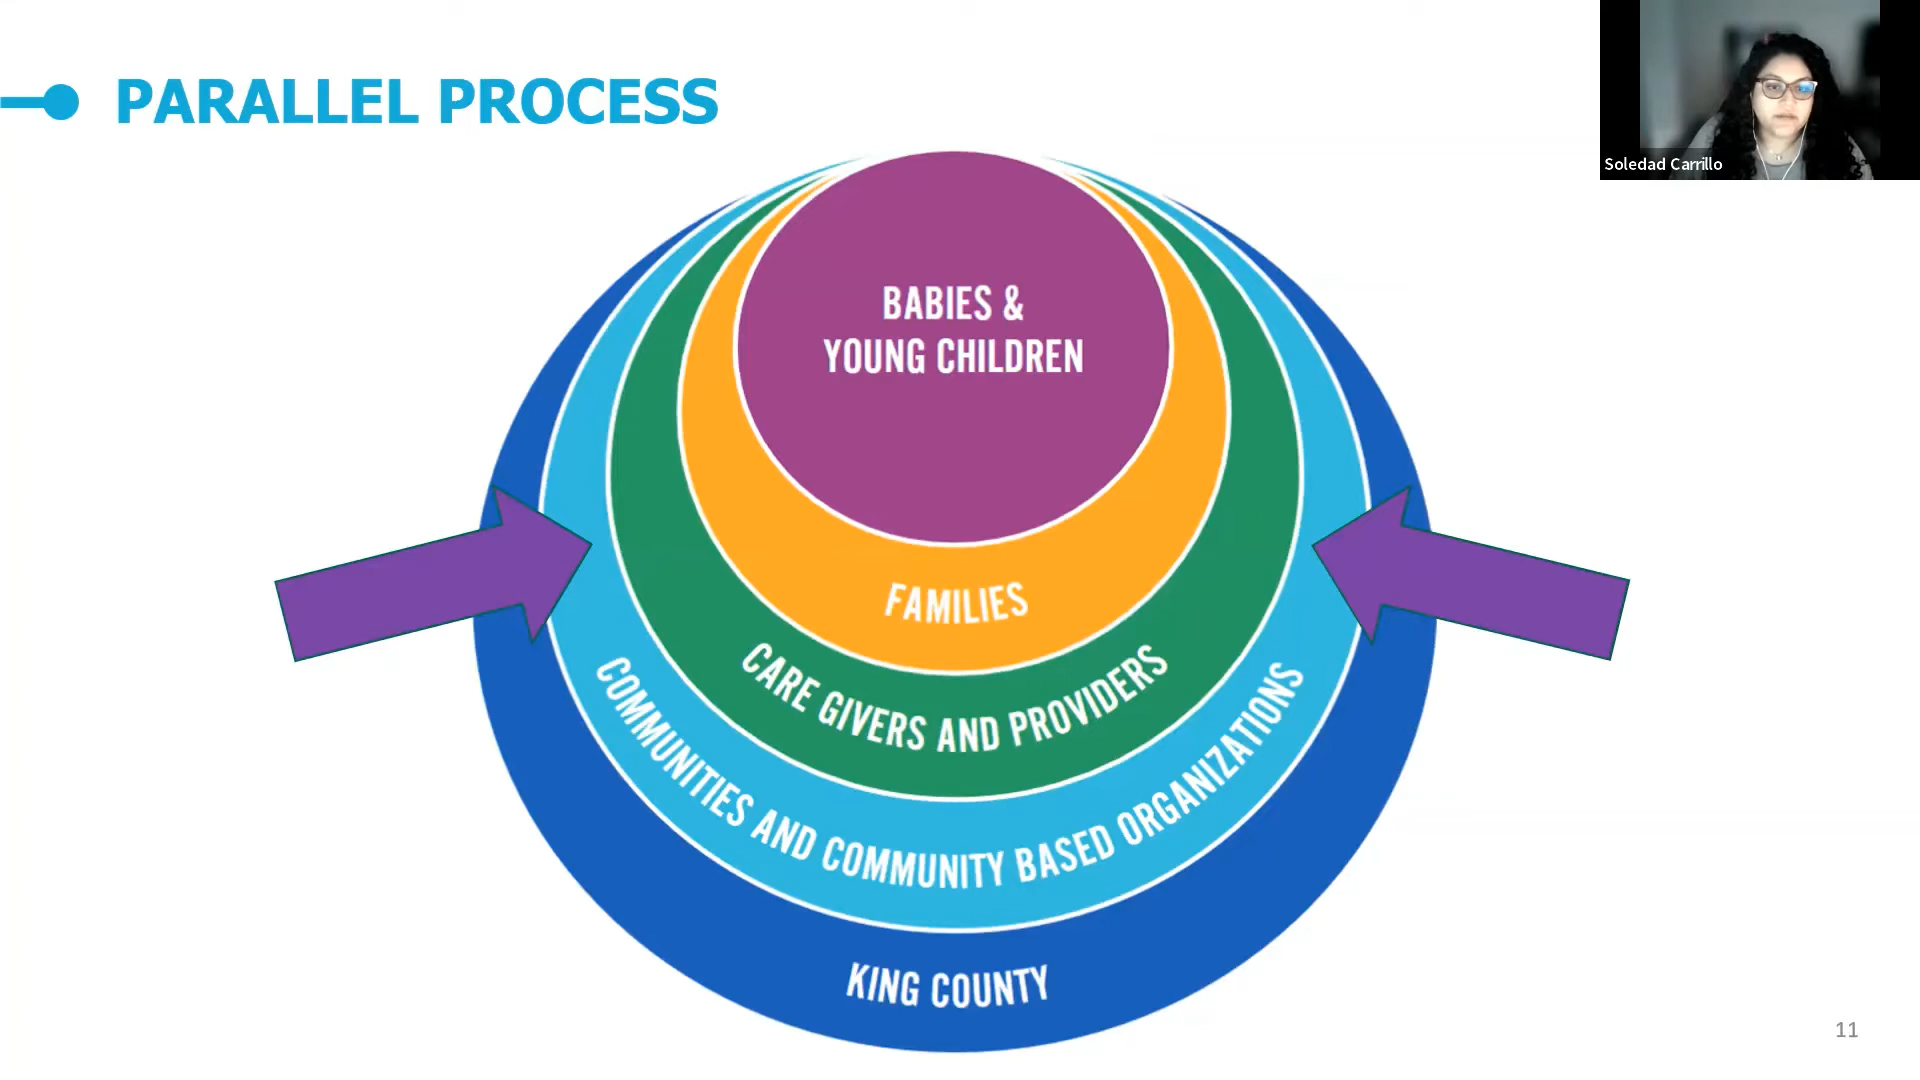 PARALLEL PROCESS
Soledad Carrillo
BABIES &
YOUNG CHILDREN
FAMILIES
CARE GIVERS AND PROVIDERS
COMMUNITIES AND COMMUNITY BASED ORGANIZATIONS
KING COUNTY
11